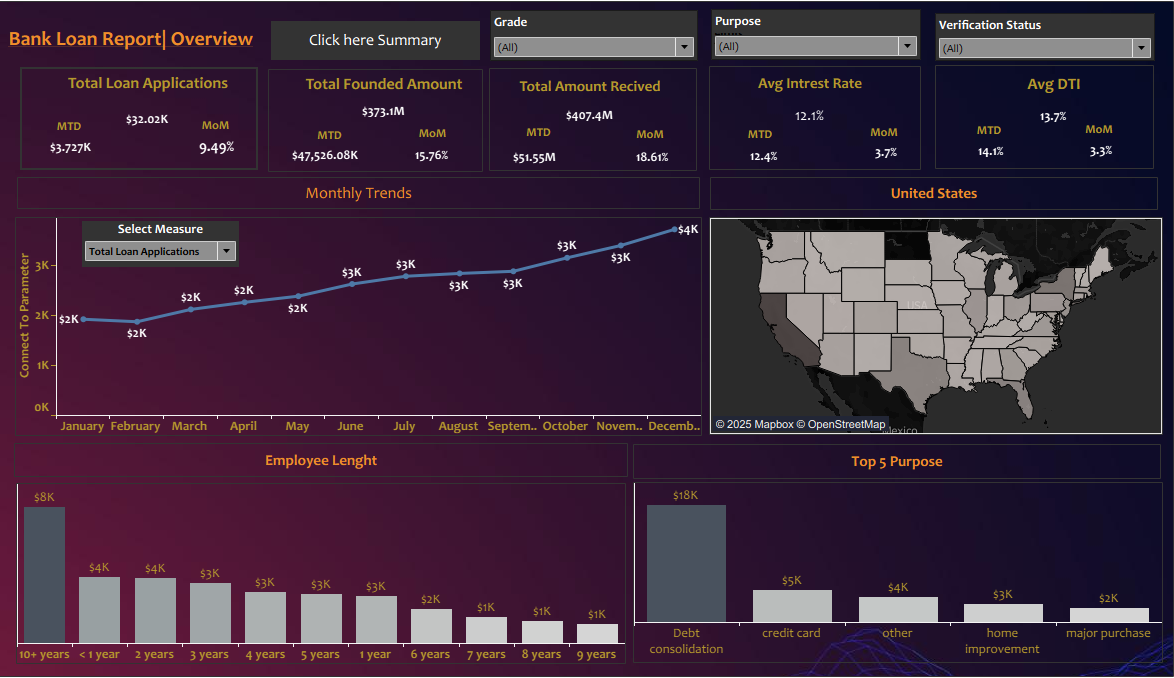 Bank Loan Report| Overview
Click here Summary
Grade
(All)
Purpose
(All)
Verification Status
(All)
Total Loan Applications
$32.02K
MTD
MoM
$3.727K
9.49%
Total Founded Amount
$373.1M
MTD
MoM
$47,526.08K
15.76%
Total Amount Recived
$407.4M
MTD
MoM
$51.55M
18.61%
Avg Intrest Rate
12.1%
MTD
MoM
12.4%
3.7%
Avg DTI
13.7%
MTD
MoM
14.1%
3.3%
Monthly Trends
Select Measure
Total Loan Applications
Connect To Parameter
3K
2K
1K
0K
$2K
$2K
$2K
$2K
$2K
$3K
$3K
$3K
$3K
$3K
$3K
$4K
January February March April May June July August Septem.. October Novem.. Decemb..
United States
USA
Mexico
© 2025 Mapbox © OpenStreetMap
Employee Lenght
$8K
$4K
$4K
$3K
$3K
$3K
$3K
$2K
$1K
$1K
$1K
10+ years < 1 year 2 years 3 years 4 years 5 years 1 year 6 years 7 years 8 years 9 years
Top 5 Purpose
$18K
$5K
$4K
$3K
$2K
Debt consolidation
credit card
other
home improvement
major purchase